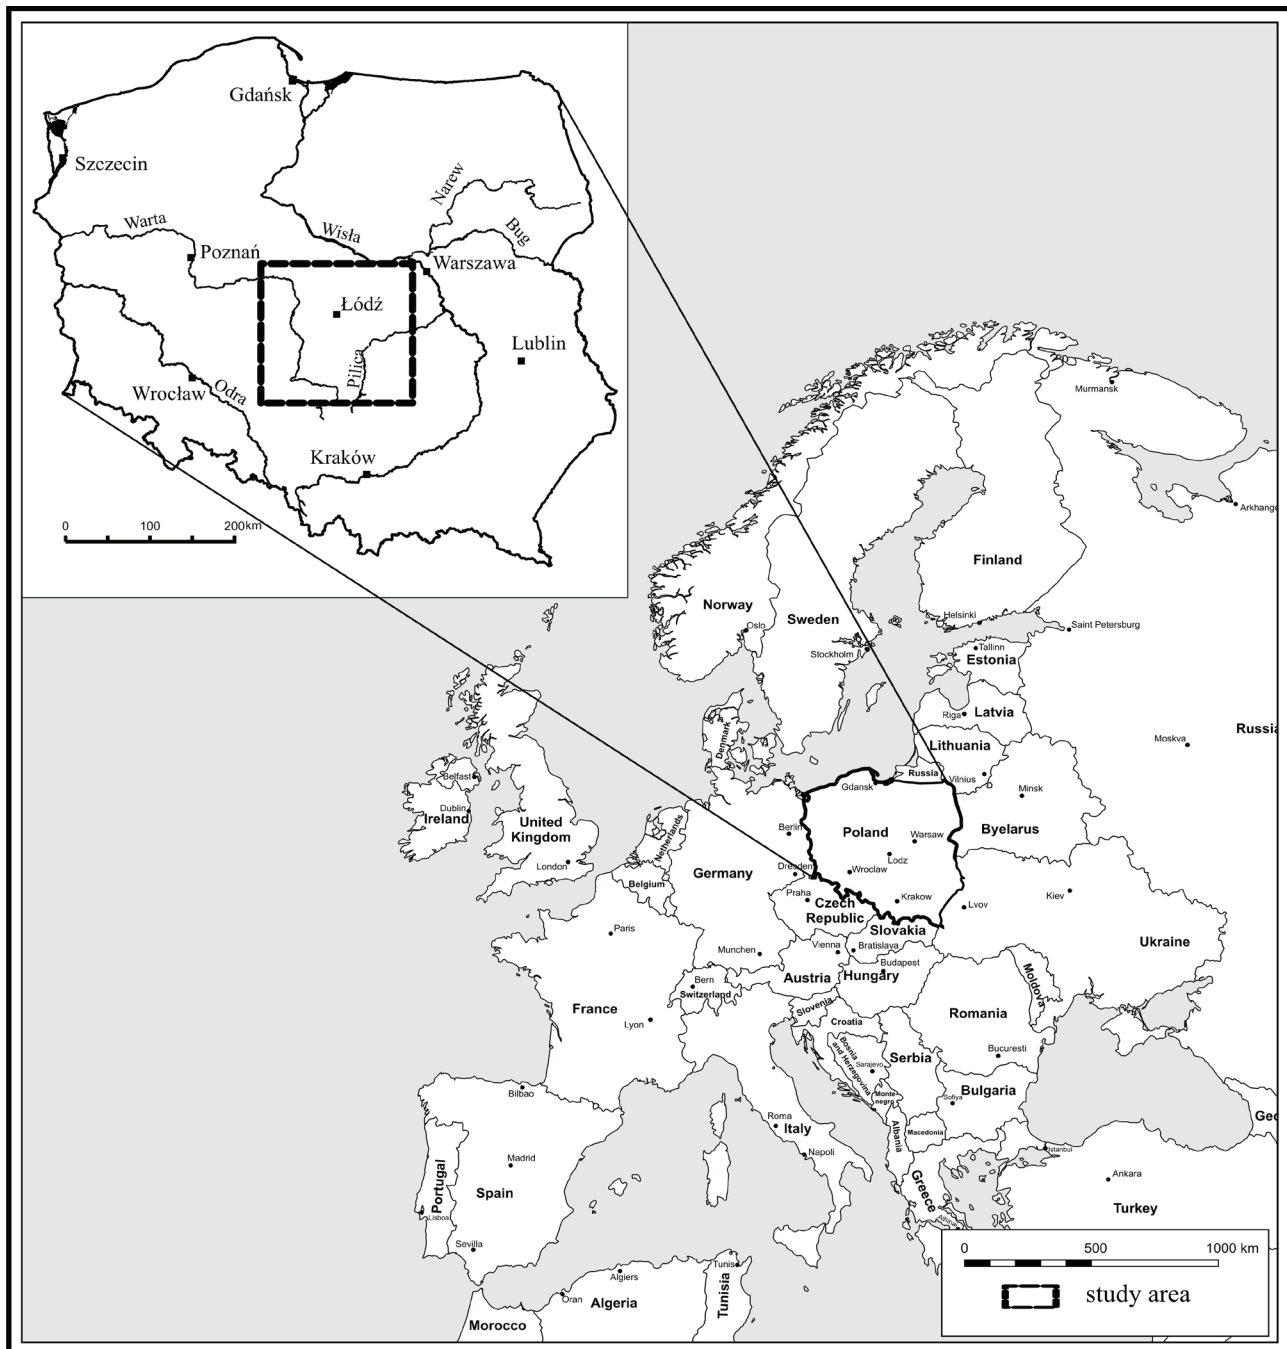 Gdańsk
Szczecin
Narew
Warta
Wisła
Bug
Poznań
Warszawa
Łódź
Lublin
Pilica
Odra
Wrocław
Kraków
0 100 200km
Murmansk
Arkhange
Finland
Norway
Sweden
Helsinki
Oslo
Saint Petersburg
Stockholm
Tallinn
Estonia
Riga
Latvia
Denmark
Russia
Moskva
Lithuania
Russia
Vilnius
Belfast
Gdansk
Minsk
Dublin
Ireland
United
Kingdom
Netherlands
Berlin
Poland
Warsaw
Byelarus
London
Lodz
Germany
Dresden
Wroclaw
Belgium
Praha
Krakow
Kiev
Lvov
Czech
Republic
Paris
Slovakia
Ukraine
Munchen
Vienna
Bratislava
Budapest
Austria
Hungary
Moldova
Bern
Switzerland
France
Slovenia
Romania
Lyon
Croatia
Bosnia
and Herzegovina
Sarajevo
Serbia
Bucuresti
Bilbao
Monte-
negro
Sofiya
Bulgaria
Geo
Roma
Italy
Albania
Macedonia
Napoli
Istanbul
Madrid
Ankara
Portugal
Spain
Greece
Turkey
Lisboa
Athinai
Sevilla
0 500 1000 km
Tunis
Algiers
Oran
Algeria
Tunisia
study area
Morocco